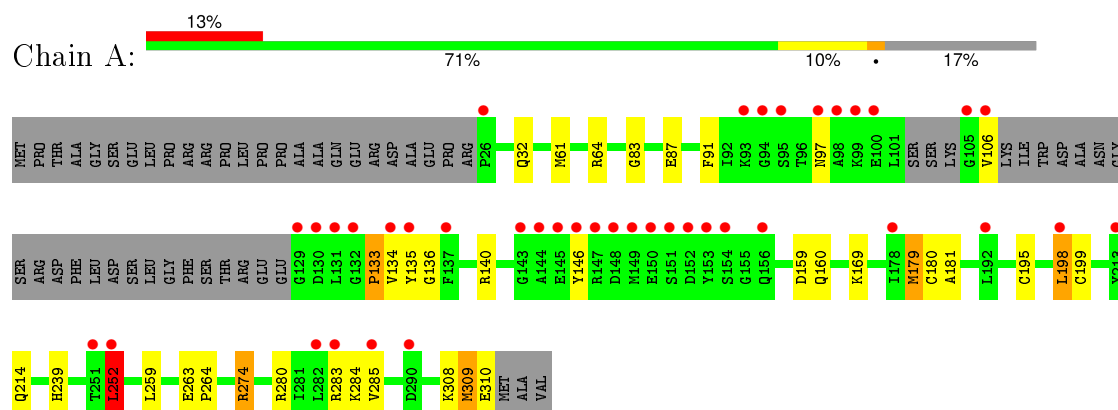 13%
Chain A:
71% 10% • 17%
MET PRO THR ALA GLY SER GLU LEU PRO ARG ARG PRO LEU PRO PRO ALA ALA GLN GLU ARG ASP ALA GLU PRO ARG P26 Q32 M61 R64 G83 E87 F91 I92 K93 G94 S95 T96 N97 A98 K99 E100 L101 SER SER LYS G105 V106 LYS ILE TRP ASP ALA ASN GLY
SER ARG ASP PHE LEU ASP SER LEU GLY PHE SER THR ARG GLU GLU G129 D130 L131 G132 P133 V134 Y135 G136 F137 R140 G143 A144 E145 Y146 R147 D148 M149 E150 S151 D152 Y153 S154 G155 Q156 D159 Q160 K169 I178 M179 C180 A181 L192 C195 L198 C199 Y213
Q214 H239 T251 L252 L259 E263 P264 R274 R280 I281 L282 R283 K284 V285 D290 K308 M309 E310 MET ALA VAL